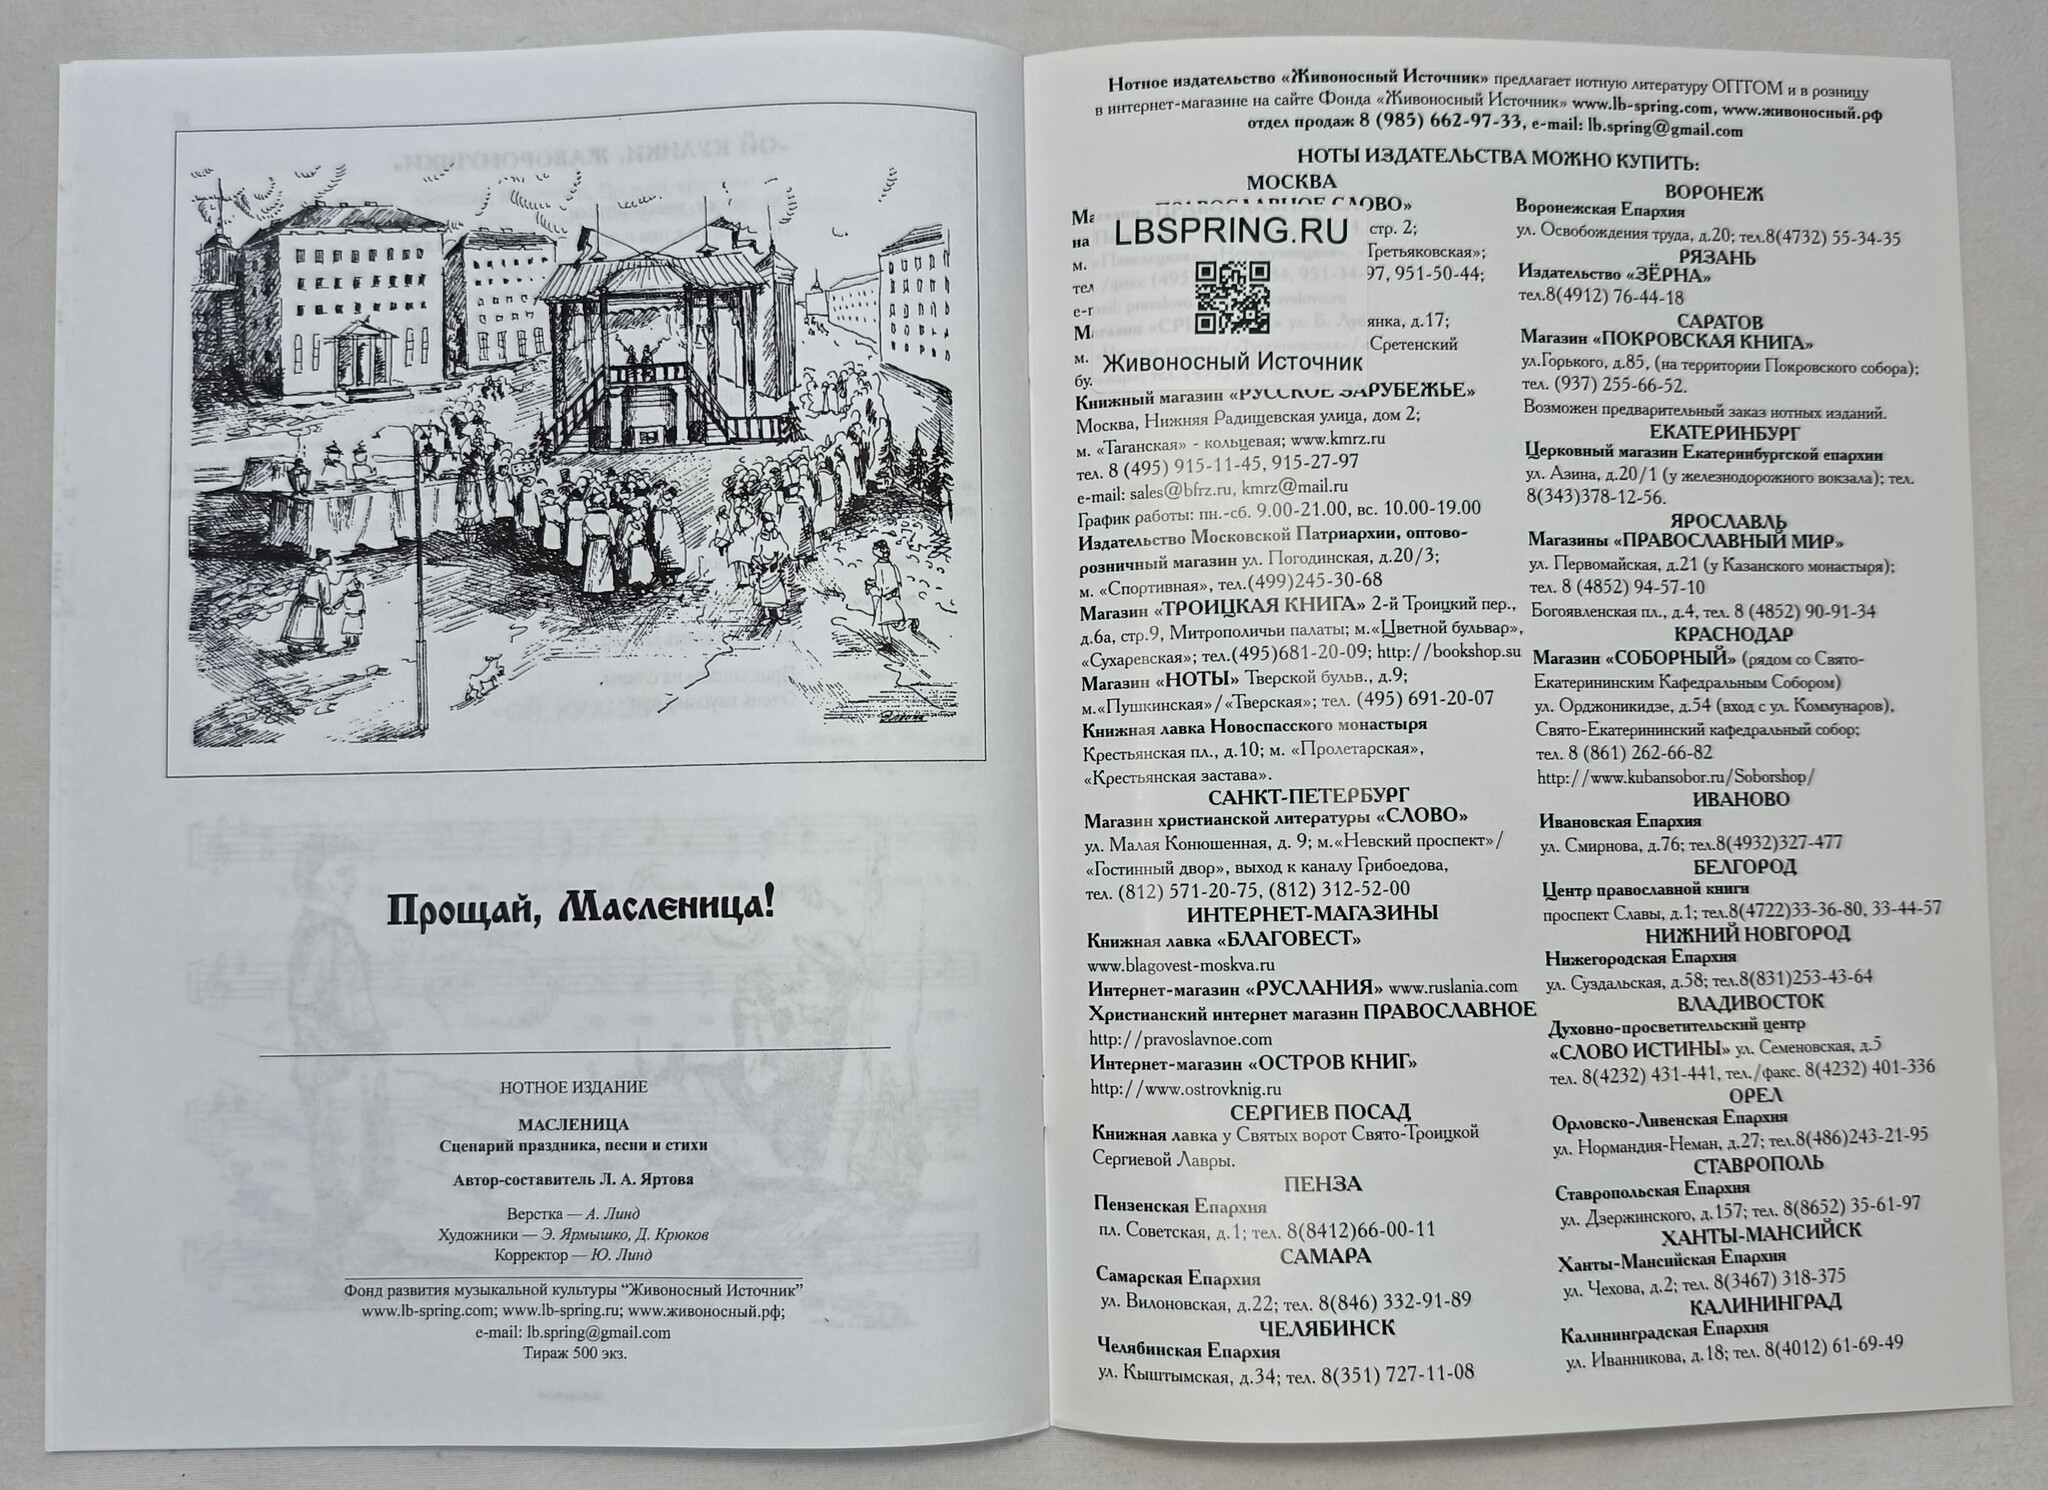 Прощай, Масленица!
НОТНОЕ ИЗДАНИЕ
МАСЛЕНИЦА
Сценарий праздника, песни и стихи
Автор-составитель Л. А. Яртова
Верстка — А. Линд
Художники — Э. Ярмышко, Д. Крюков
Корректор — Ю. Линд
Фонд развития музыкальной культуры "Живоносный Источник"
www.lb-spring.com; www.lb-spring.ru; www.живоносный.рф;
e-mail: lb.spring@gmail.com
Тираж 500 экз.
Нотное издательство «Живоносный Источник» предлагает нотную литературу ОПТОМ и в розницу
в интернет-магазине на сайте Фонда «Живоносный Источник» www.lb-spring.com, www.живоносный.рф
отдел продаж 8 (985) 662-97-33, e-mail: lb.spring@gmail.com
НОТЫ ИЗДАТЕЛЬСТВА МОЖНО КУПИТЬ:
МОСКВА
LBSPRING.RU
стр. 2;
97, 951-50-44;
д.17;
Сретенский
Живоносный Источник
Книжный магазин «РУССКОЕ ЗАРУБЕЖЬЕ»
Москва, Нижняя Радищевская улица, дом 2;
м. «Таганская» - кольцевая; www.kmrz.ru
тел. 8 (495) 915-11-45, 915-27-97
e-mail: sales@bfrz.ru, kmrz@mail.ru
График работы: пн.-сб. 9.00-21.00, вс. 10.00-19.00
Издательство Московской Патриархии, оптово-
розничный магазин ул. Погодинская, д.20/3;
м. «Спортивная», тел.(499)245-30-68
Магазин «ТРОИЦКАЯ КНИГА» 2-й Троицкий пер.,
д.6а, стр.9, Митрополичьи палаты; м.«Цветной бульвар»,
«Сухаревская»; тел.(495)681-20-09; http://bookshop.su
Магазин «НОТЫ» Тверской бульв., д.9;
м.«Пушкинская»/«Тверская»; тел. (495) 691-20-07
Книжная лавка Новоспасского монастыря
Крестьянская пл., д.10; м. «Пролетарская»,
«Крестьянская застава».
САНКТ-ПЕТЕРБУРГ
Магазин христианской литературы «СЛОВО»
ул. Малая Конюшенная, д. 9; м.«Невский проспект»/
«Гостинный двор», выход к каналу Грибоедова,
тел. (812) 571-20-75, (812) 312-52-00
ИНТЕРНЕТ-МАГАЗИНЫ
Книжная лавка «БЛАГОВЕСТ»
www.blagovest-moskva.ru
Интернет-магазин «РУСЛАНИЯ» www.ruslania.com
Христианский интернет магазин ПРАВОСЛАВНОЕ
http://pravoslavnoe.com
Интернет-магазин «ОСТРОВ КНИГ»
http://www.ostrovknig.ru
СЕРГИЕВ ПОСАД
Книжная лавка у Святых ворот Свято-Троицкой
Сергиевой Лавры.
ПЕНЗА
Пензенская Епархия
пл. Советская, д.1; тел. 8(8412)66-00-11
САМАРА
Самарская Епархия
ул. Вилоновская, д.22; тел. 8(846) 332-91-89
ЧЕЛЯБИНСК
Челябинская Епархия
ул. Кыштымская, д.34; тел. 8(351) 727-11-08
ВОРОНЕЖ
Воронежская Епархия
ул. Освобождения труда, д.20; тел.8(4732) 55-34-35
РЯЗАНЬ
Издательство «ЗЁРНА»
тел.8(4912) 76-44-18
САРАТОВ
Магазин «ПОКРОВСКАЯ КНИГА»
ул.Горького, д.85, (на территории Покровского собора);
тел. (937) 255-66-52.
Возможен предварительный заказ нотных изданий.
ЕКАТЕРИНБУРГ
Церковный магазин Екатеринбургской епархии
ул. Азина, д.20/1 (у железнодорожного вокзала); тел.
8(343)378-12-56.
ЯРОСЛАВЛЬ
Магазины «ПРАВОСЛАВНЫЙ МИР»
ул. Первомайская, д.21 (у Казанского монастыря);
тел. 8 (4852) 94-57-10
Богоявленская пл., д.4, тел. 8 (4852) 90-91-34
КРАСНОДАР
Магазин «СОБОРНЫЙ» (рядом со Свято-
Екатерининским Кафедральным Собором)
ул. Орджоникидзе, д.54 (вход с ул. Коммунаров),
Свято-Екатерининский кафедральный собор;
тел. 8 (861) 262-66-82
http://www.kubansobor.ru/Soborshop/
ИВАНОВО
Ивановская Епархия
ул. Смирнова, д.76; тел.8(4932)327-477
БЕЛГОРОД
Центр православной книги
проспект Славы, д.1; тел.8(4722)33-36-80, 33-44-57
НИЖНИЙ НОВГОРОД
Нижегородская Епархия
ул. Суздальская, д.58; тел.8(831)253-43-64
ВЛАДИВОСТОК
Духовно-просветительский центр
«СЛОВО ИСТИНЫ» ул. Семеновская, д.5
тел. 8(4232) 431-441, тел./факс. 8(4232) 401-336
ОРЕЛ
Орловско-Ливенская Епархия
ул. Нормандия-Неман, д.27; тел.8(486)243-21-95
СТАВРОПОЛЬ
Ставропольская Епархия
ул. Дзержинского, д.157; тел. 8(8652) 35-61-97
ХАНТЫ-МАНСИЙСК
Ханты-Мансийская Епархия
ул. Чехова, д.2; тел. 8(3467) 318-375
КАЛИНИНГРАД
Калининградская Епархия
ул. Иванникова, д.18; тел. 8(4012) 61-69-49